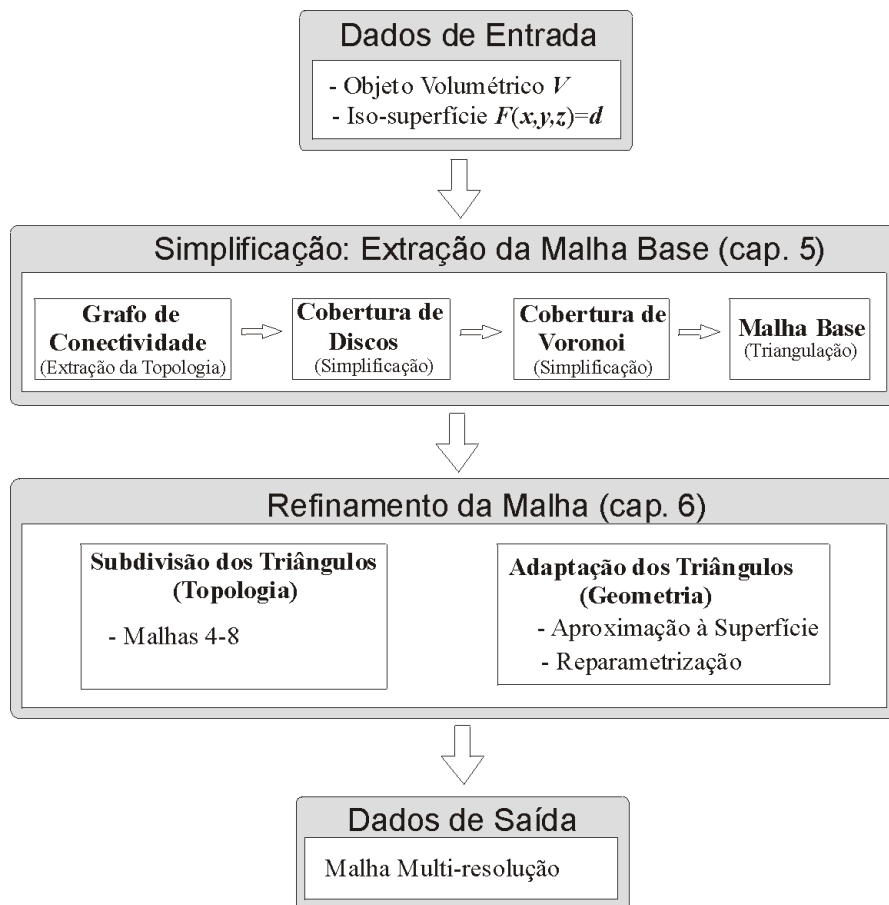 Dados de Entrada
- Objeto Volumétrico V
- Iso-superfície F(x,y,z)=d
Simplificação: Extração da Malha Base (cap. 5)
Grafo de
Conectividade
(Extração da Topologia)
Cobertura de
Discos
(Simplificação)
Cobertura de
Voronoi
(Simplificação)
Malha Base
(Triangulação)
Refinamento da Malha (cap. 6)
Subdivisão dos Triângulos
(Topologia)
- Malhas 4-8
Adaptação dos Triângulos
(Geometria)
- Aproximação à Superfície
- Reparametrização
Dados de Saída
Malha Multi-resolução